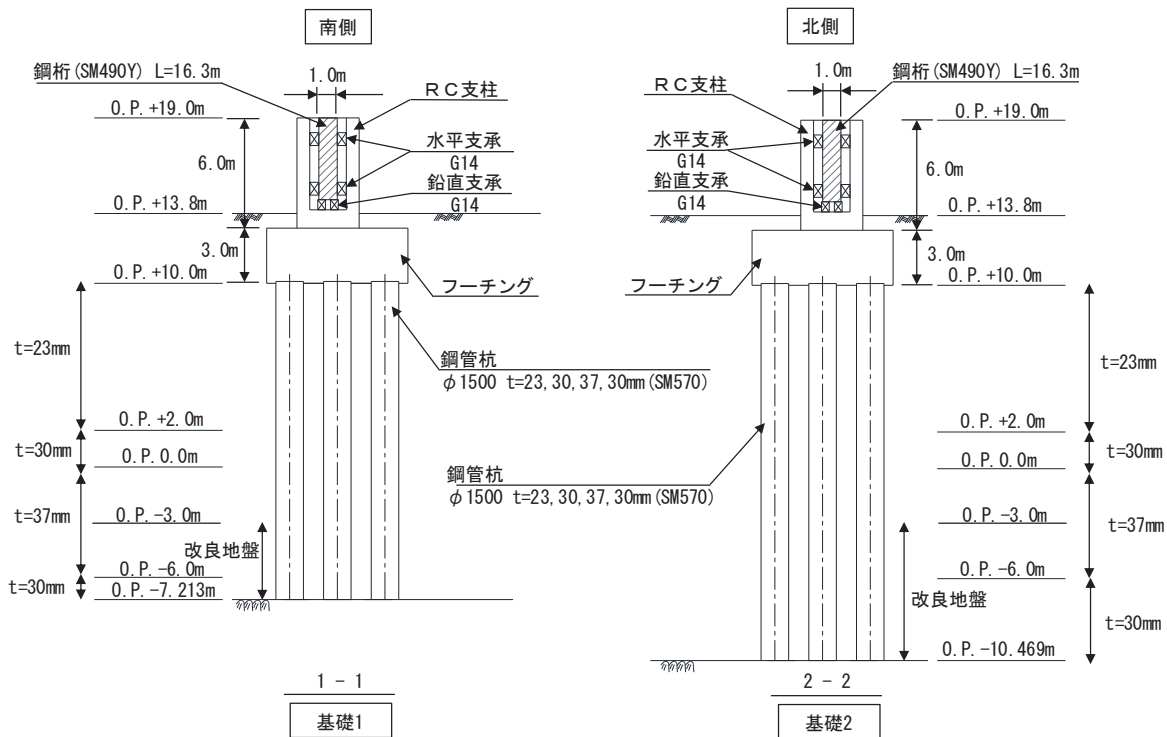 南側
鋼桁(SM490Y) L=16.3m
1.0m
RC支柱
O.P.+19.0m
6.0m
水平支承
G14
鉛直支承
G14
O.P.+13.8m
3.0m
O.P.+10.0m
フーチング
t=23mm
鋼管杭
φ1500 t=23,30,37,30mm(SM570)
O.P.+2.0m
t=30mm
O.P.0.0m
t=37mm
O.P.-3.0m
改良地盤
O.P.-6.0m
t=30mm
O.P.-7.213m
1-1
基礎1
北側
鋼桁(SM490Y) L=16.3m
1.0m
RC支柱
O.P.+19.0m
水平支承
G14
6.0m
鉛直支承
G14
O.P.+13.8m
3.0m
フーチング
O.P.+10.0m
t=23mm
O.P.+2.0m
t=30mm
O.P.0.0m
鋼管杭
φ1500 t=23,30,37,30mm(SM570)
O.P.-3.0m
t=37mm
O.P.-6.0m
改良地盤
t=30mm
O.P.-10.469m
2-2
基礎2